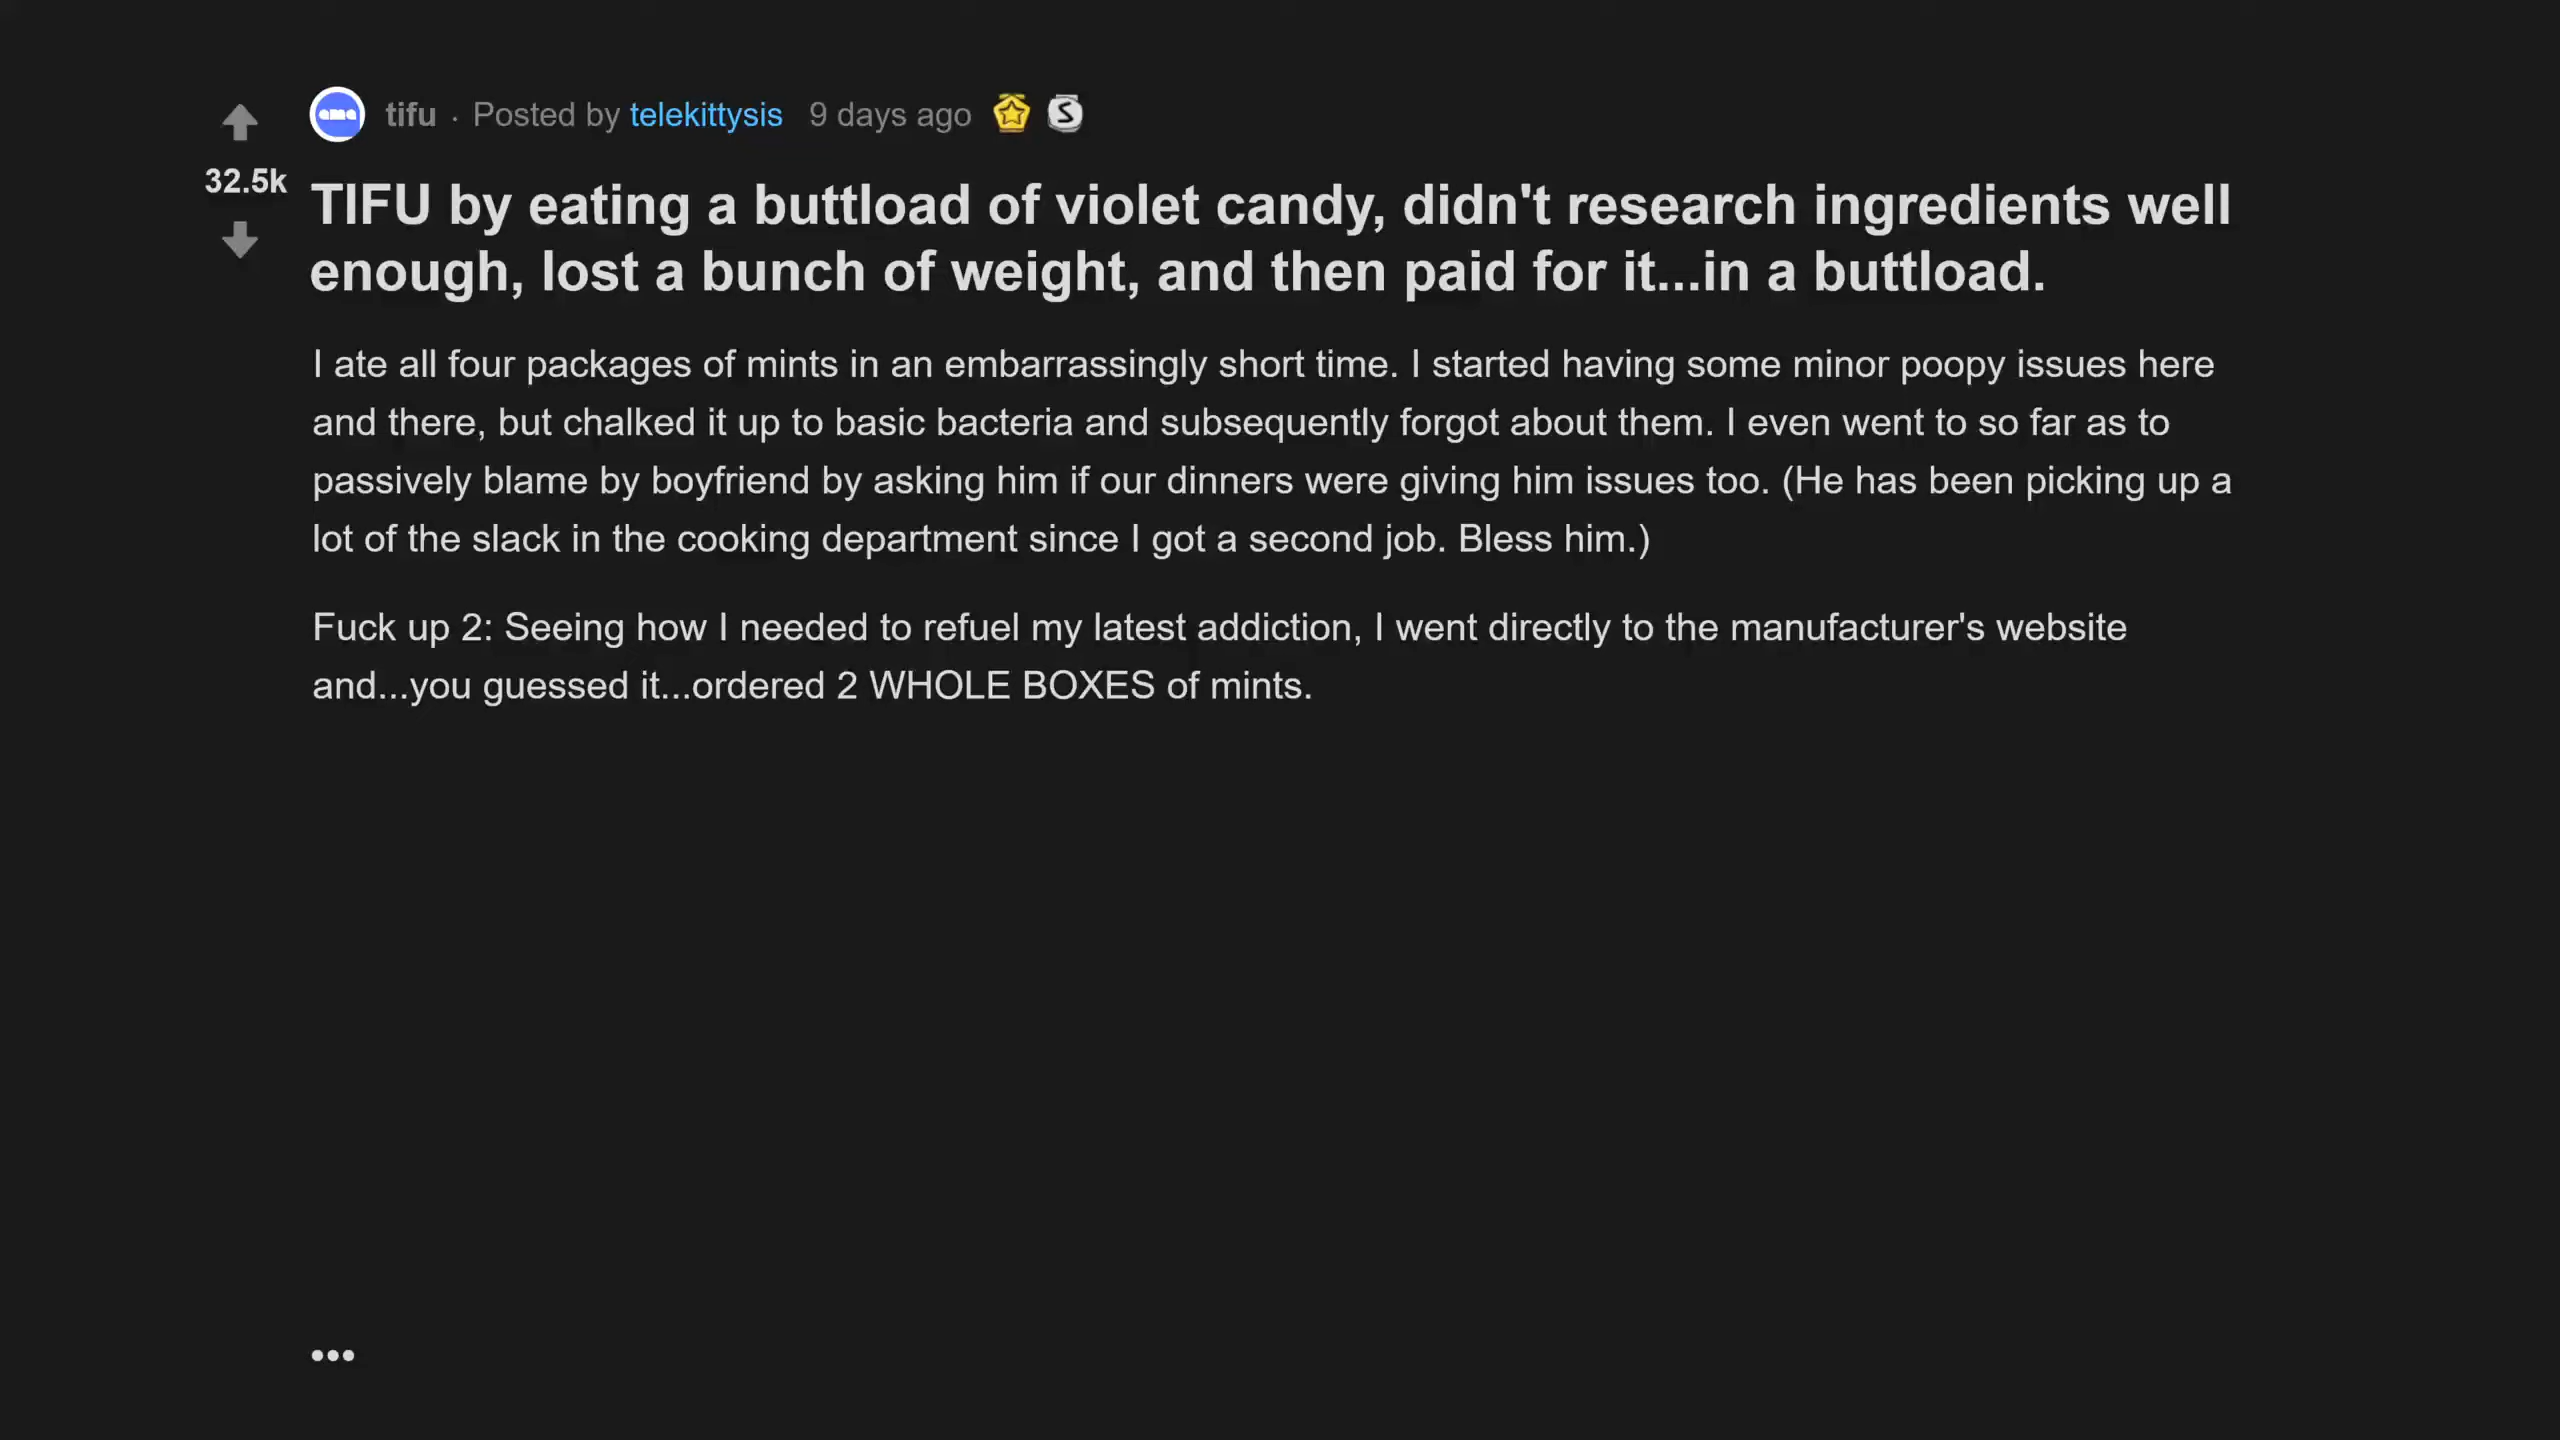 tifu · Posted by telekittysis 9 days ago
32.5k
TIFU by eating a buttload of violet candy, didn't research ingredients well
enough, lost a bunch of weight, and then paid for it...in a buttload.
I ate all four packages of mints in an embarrassingly short time. I started having some minor poopy issues here
and there, but chalked it up to basic bacteria and subsequently forgot about them. I even went to so far as to
passively blame by boyfriend by asking him if our dinners were giving him issues too. (He has been picking up a
lot of the slack in the cooking department since I got a second job. Bless him.)
Fuck up 2: Seeing how I needed to refuel my latest addiction, I went directly to the manufacturer's website
and...you guessed it...ordered 2 WHOLE BOXES of mints.